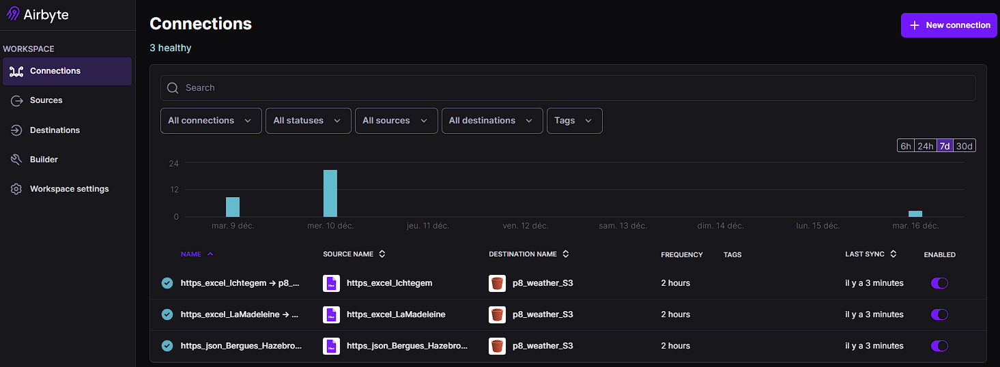 Airbyte
WORKSPACE
Connections
Sources
Destinations
Builder
Workspace settings
Connections
New connection
3 healthy
Search
All connections
All statuses
All sources
All destinations
Tags
6h 24h 7d 30d
24
12
0
mar. 9 déc. mer. 10 déc. jeu. 11 déc. ven. 12 déc. sam. 13 déc. dim. 14 déc. lun. 15 déc. mar. 16 déc.
NAME SOURCE NAME DESTINATION NAME FREQUENCY TAGS LAST SYNC ENABLED
https_excel_Ichtegem → p8_... https_excel_Ichtegem p8_weather_S3 2 hours il y a 3 minutes
https_excel_LaMadeleine → ... https_excel_LaMadeleine p8_weather_S3 2 hours il y a 3 minutes
https_json_Bergues_Hazebro... https_json_Bergues_Hazebro... p8_weather_S3 2 hours il y a 3 minutes